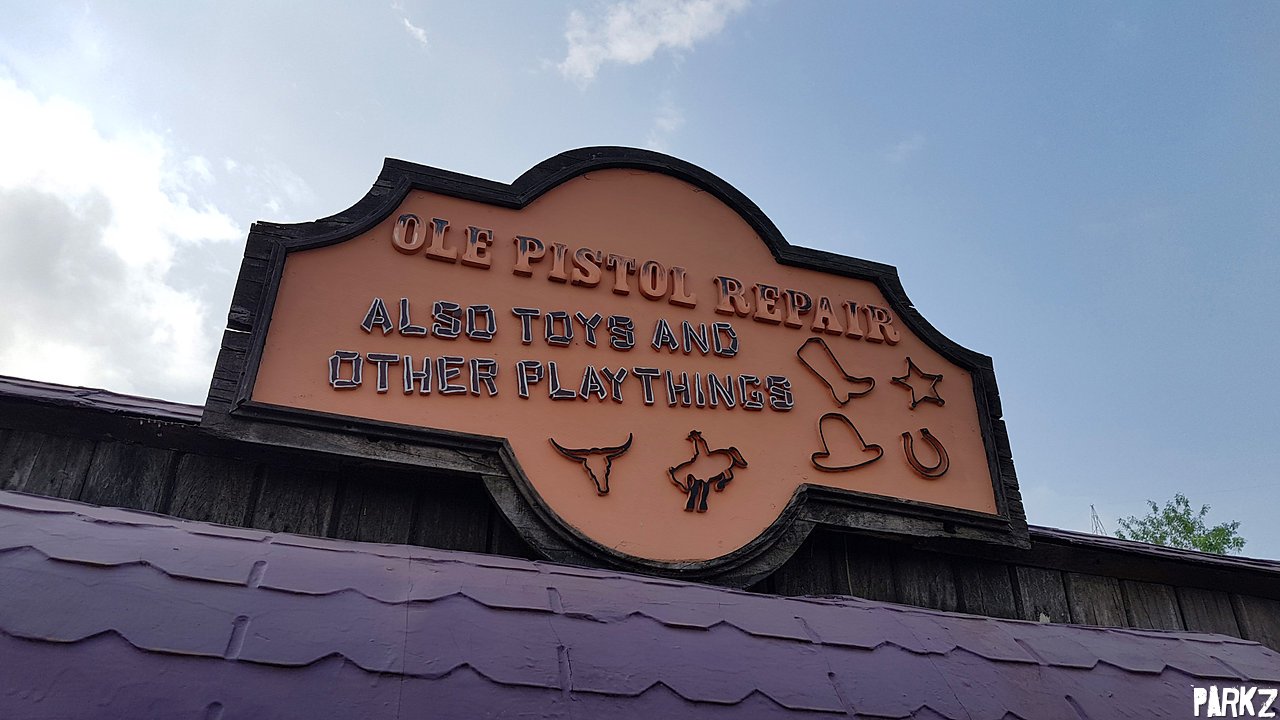 OLE PISTOL REPAIR
ALSO TOYS AND
OTHER PLAYTHINGS
PARKZ